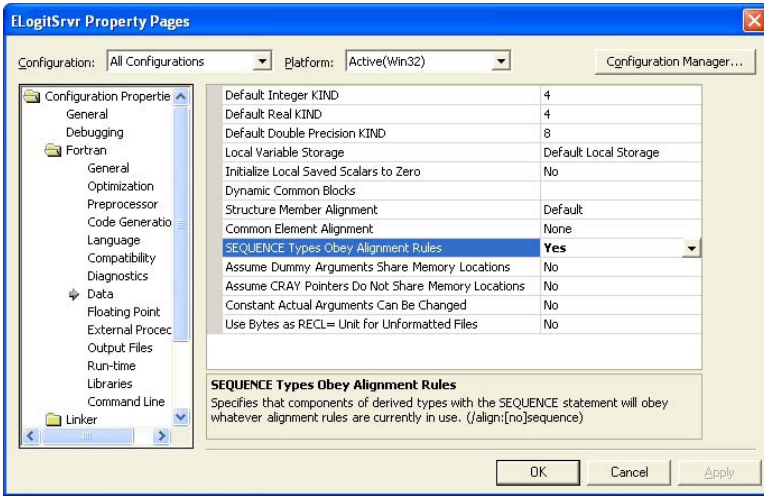 ELogitSrvr Property Pages
Configuration: All Configurations Platform: Active(Win32) Configuration Manager...
Configuration Propertie
General
Debugging
Fortran
General
Optimization
Preprocessor
Code Generatio
Language
Compatibility
Diagnostics
Data
Floating Point
External Proced
Output Files
Run-time
Libraries
Command Line
Linker
Default Integer KIND 4
Default Real KIND 4
Default Double Precision KIND 8
Local Variable Storage Default Local Storage
Initialize Local Saved Scalars to Zero No
Dynamic Common Blocks
Structure Member Alignment Default
Common Element Alignment None
SEQUENCE Types Obey Alignment Rules Yes
Assume Dummy Arguments Share Memory Locations No
Assume CRAY Pointers Do Not Share Memory Locations No
Constant Actual Arguments Can Be Changed No
Use Bytes as RECL= Unit for Unformatted Files No
SEQUENCE Types Obey Alignment Rules
Specifies that components of derived types with the SEQUENCE statement will obey
whatever alignment rules are currently in use. (/align:[no]sequence)
OK Cancel Apply